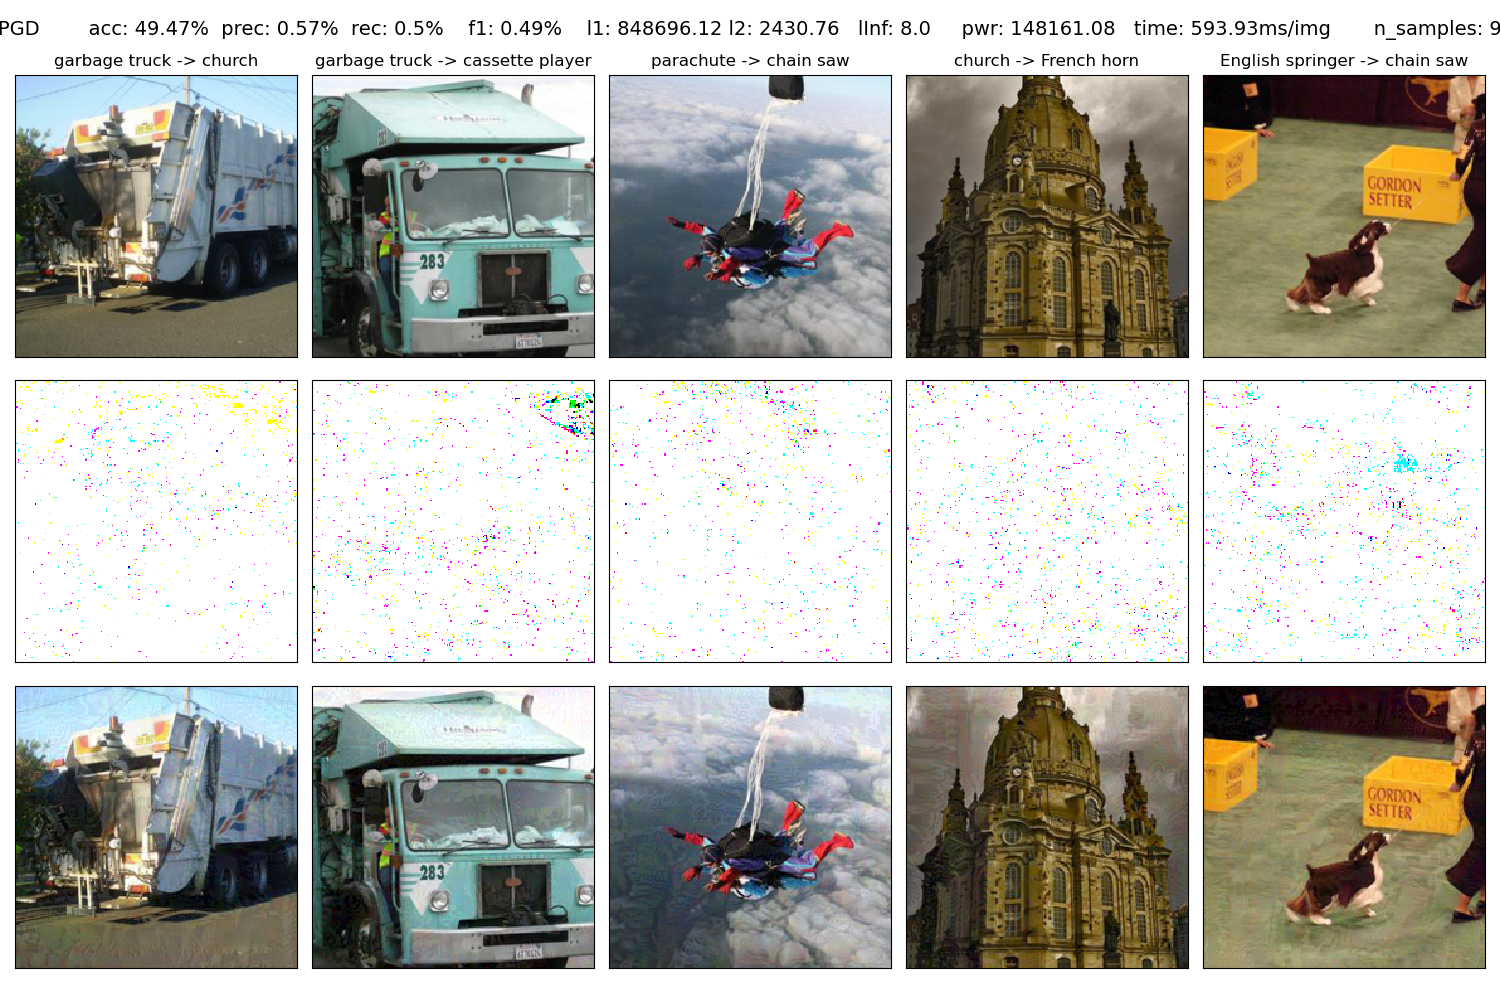 PGD acc: 49.47% prec: 0.57% rec: 0.5% f1: 0.49% l1: 848696.12 l2: 2430.76 lInf: 8.0 pwr: 148161.08 time: 593.93ms/img n_samples: 9
garbage truck -> church
garbage truck -> cassette player
parachute -> chain saw
church -> French horn
English springer -> chain saw
283
GORDON
SETTER
283
GORDON
SETTER